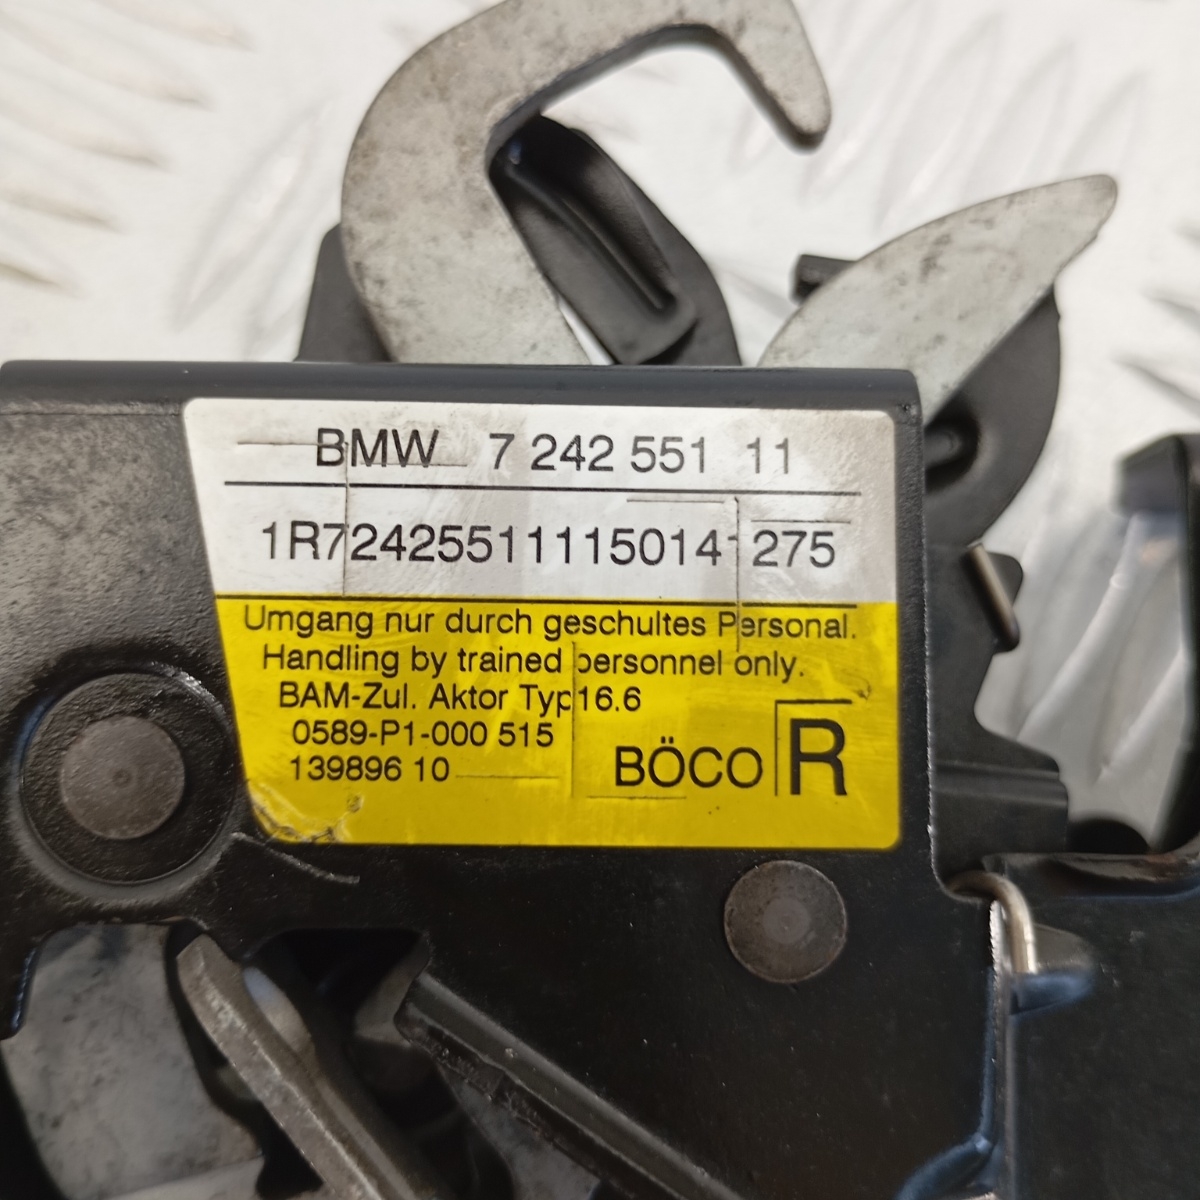 BMW 7 242 551 11
1R72425511115014 275
Umgang nur durch geschultes Personal.
Handling by trained personnel only.
BAM-Zul. Aktor Typ 16.6
0589-P1-000 515
139896 10
BÖCO R